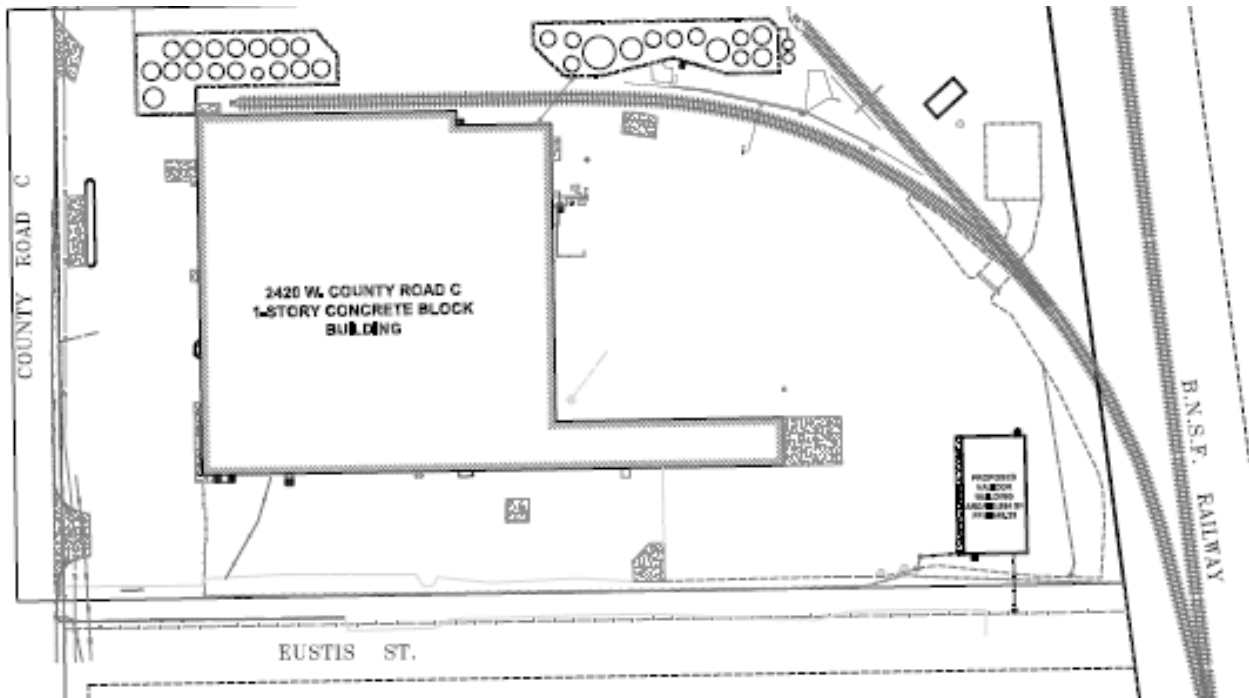 COUNTY ROAD C
2420 W. COUNTY ROAD C
1-STORY CONCRETE BLOCK
BUILDING
PROPOSED
BUILDING
B.N.S.F. RAILWAY
EUSTIS ST.